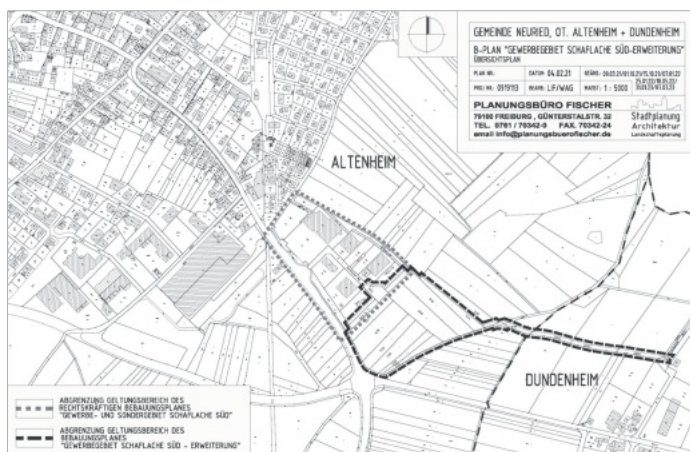 GEMEINDE NEURIED, OT. ALTENHEIM + DUNDENHEIM
B-PLAN "GEWERBEGEBIET SCHAFLACHE SÜD-ERWEITERUNG"
ÜBERSICHTSPLAN
PLAN NR: DATUM: 04.02.21
PROJ NR: 0919113 BEARB: LIF/WAG MAßST: 1 : 5000
PLANUNGSBÜRO FISCHER
79100 FREIBURG, GÜNTERSTALSTR. 32
TEL. 0761 / 70342-0 FAX. 70342-24
email info@planungsbuerofischer.de
Stadtplanung
Architektur
Landschaftsplanung
ALTENHEIM
DUNDENHEIM
ABGRENZUNG GELTUNGSBEREICH DES
RECHTSKRÄFTIGEN BEBAUUNGSPLANES
"GEWERBE- UND SONDERGEBIET SCHAFLACHE SÜD"
ABGRENZUNG GELTUNGSBEREICH DES
BEBAUUNGSPLANES
"GEWERBEGEBIET SCHAFLACHE SÜD - ERWEITERUNG"